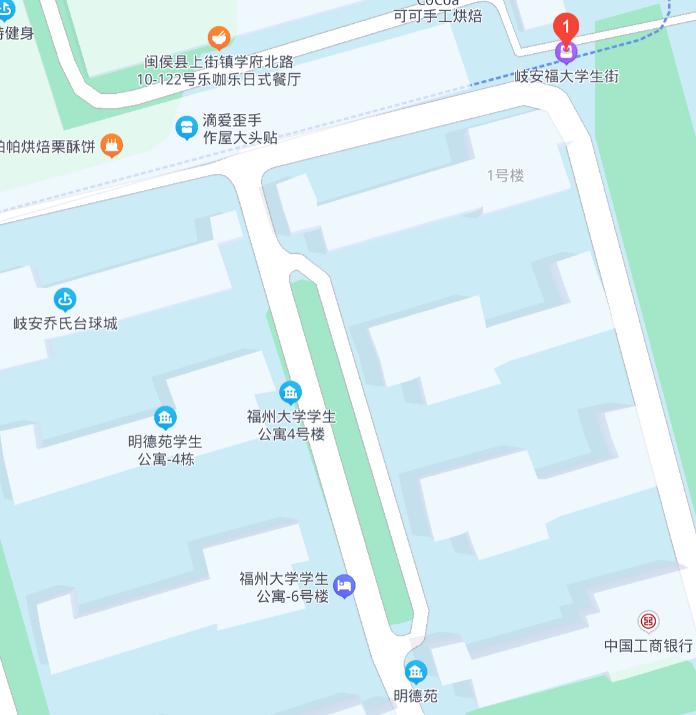 CoCoa
可可手工烘焙
1
岐安福大学生街
闽侯县上街镇学府北路
10-122号乐咖乐日式餐厅
滴爱歪手
作屋大头贴
帕烘焙栗酥饼
1号楼
岐安乔氏台球城
福州大学学生
公寓4号楼
明德苑学生
公寓-4栋
福州大学学生
公寓-6号楼
中国工商银行
明德苑